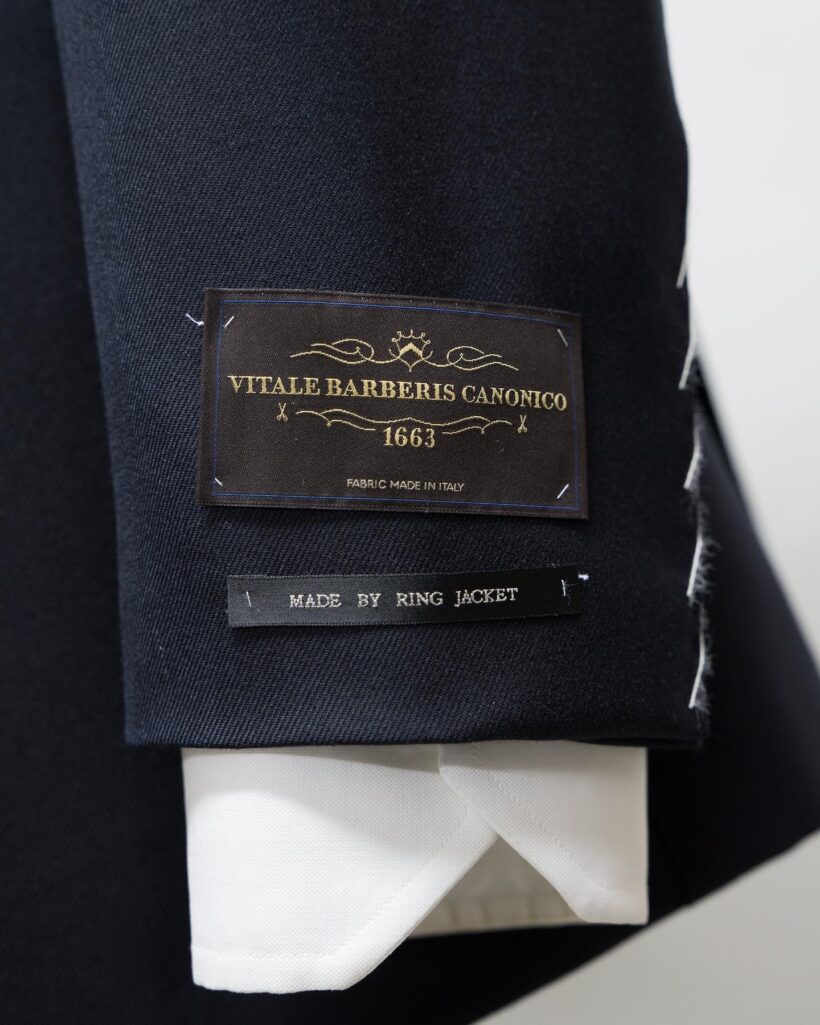 VITALE BARBERIS CANONICO
1663
FABRIC MADE IN ITALY
MADE BY RING JACKET